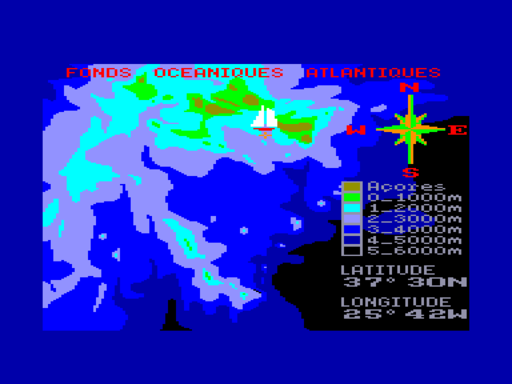 FONDS OCEANIQUES ATLANTIQUES
N
W E
S
Açores
0_1000m
1_2000m
2_3000m
3_4000m
4_5000m
5_6000m
LATITUDE
37° 30N
LONGITUDE
25° 42W